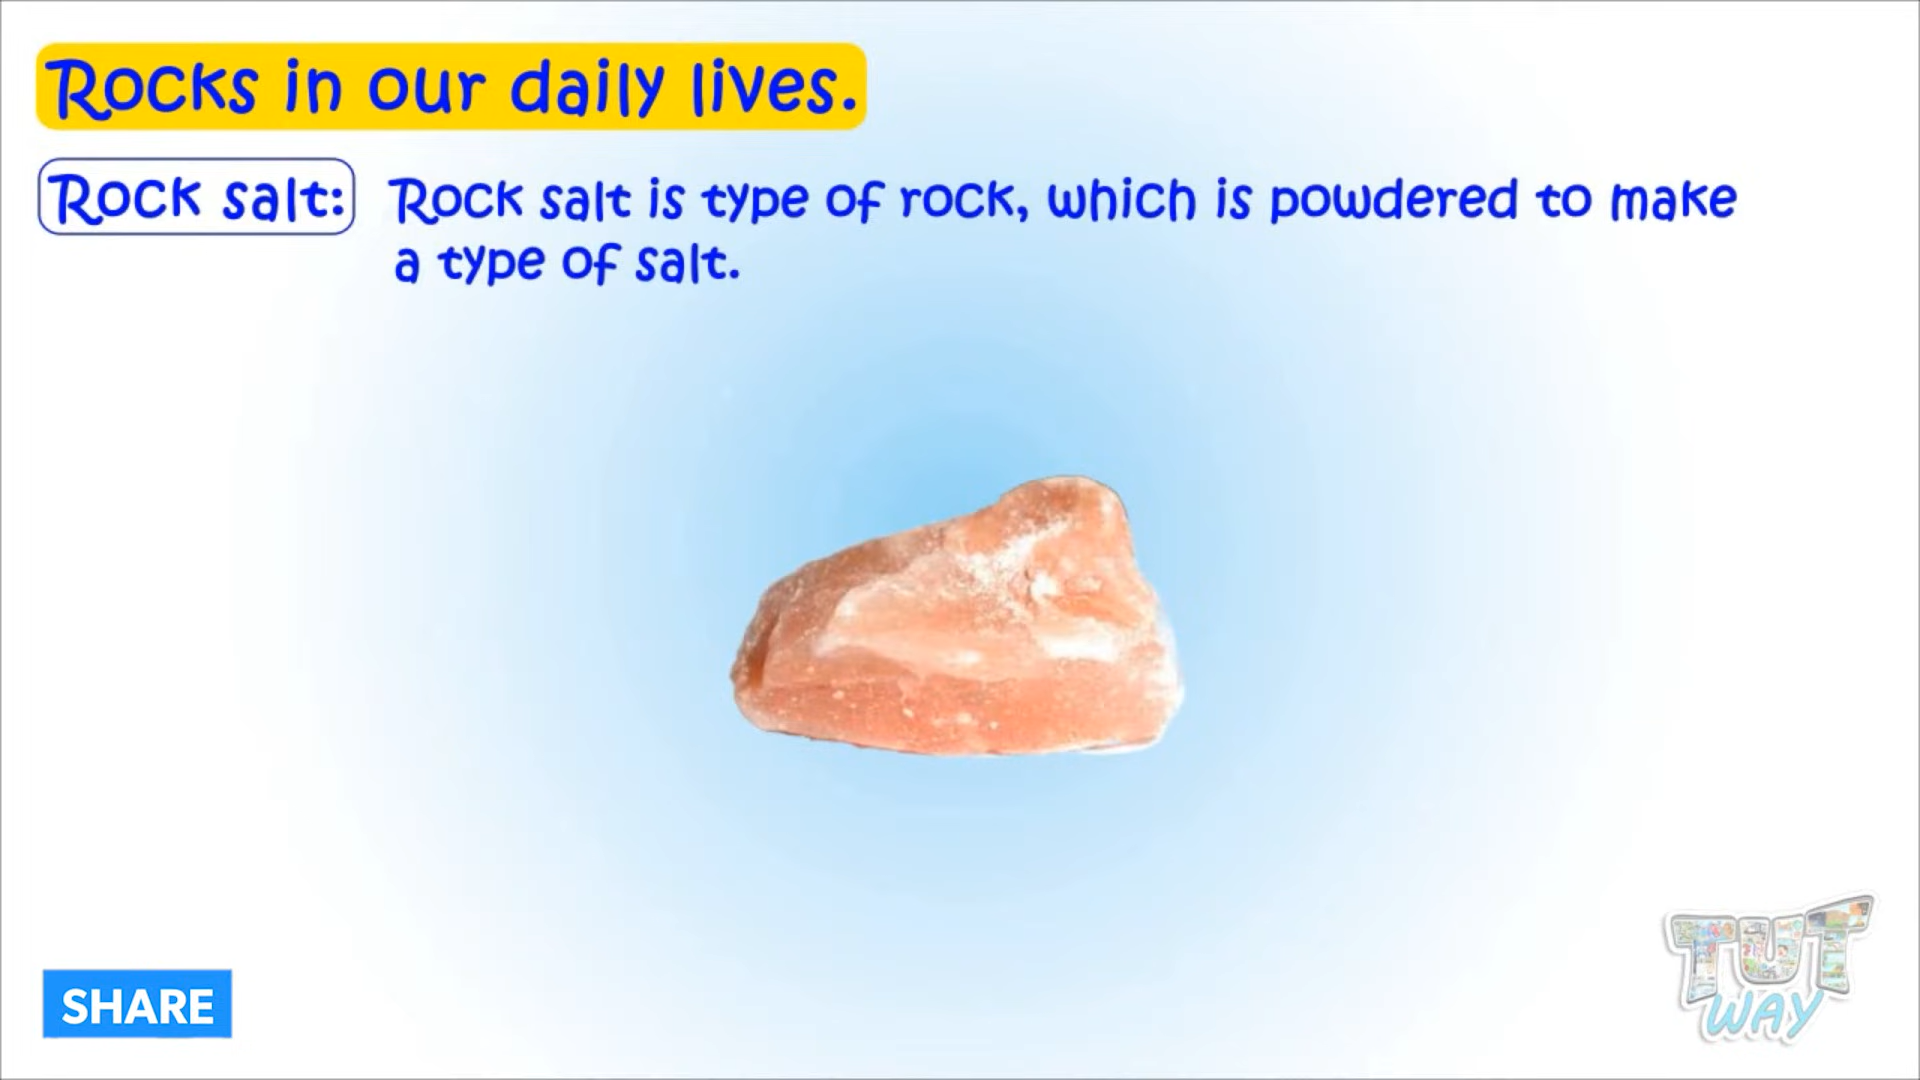 Rocks in our daily lives.
Rock salt: Rock salt is type of rock, which is powdered to make
a type of salt.
SHARE
TUT
WAY